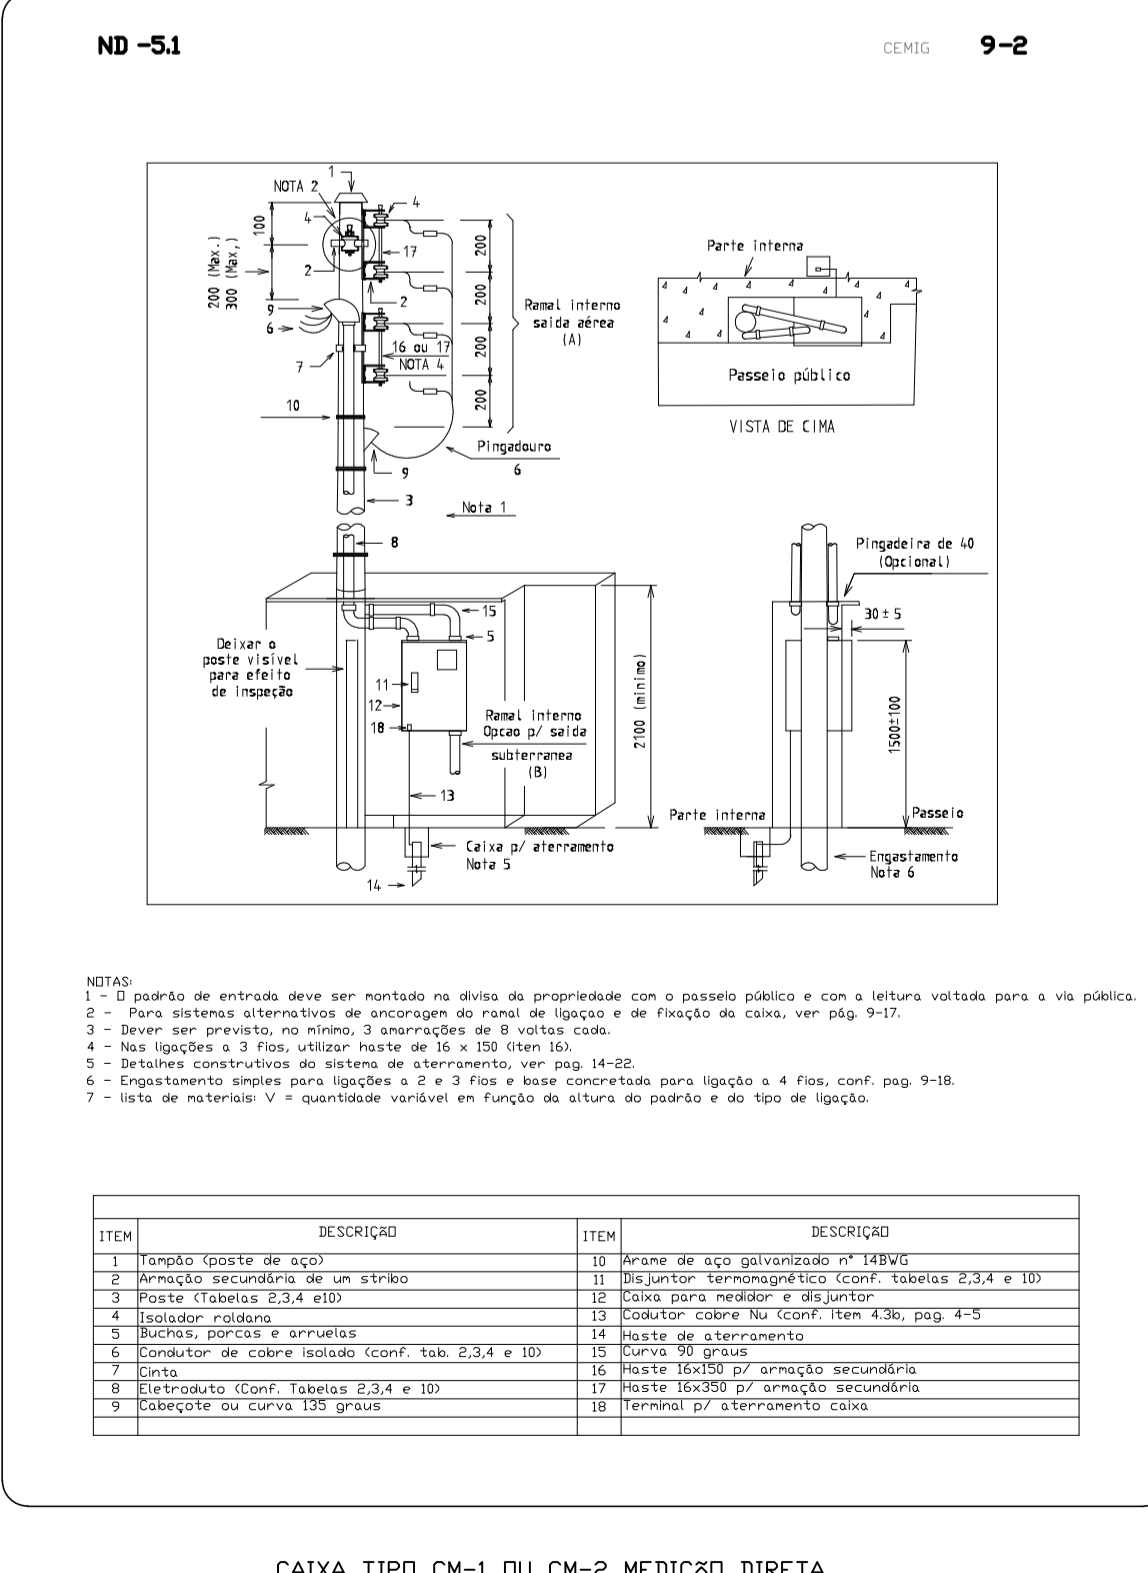 ND -5.1
CEMIG 9-2
1
NOTA 2
4
4
100
200 (Max.)
300 (Max,)
17
2
2
200
200
200
200
Ramal interno
saida aérea
(A)
9
6
7
16 ou 17
NOTA 4
10
Pingadouro
6
9
3
Nota 1
8
Parte interna
Passeio público
VISTA DE CIMA
Deixar o
poste visível
para efeito
de inspeção
15
5
11
12
18
Ramal interno
Opcao p/ saida
subterranea
(B)
13
2100 (minimo)
Caixa p/ aterramento
Nota 5
14
Pingadeira de 40
(Opcional)
30± 5
1500±100
Parte interna
Passeio
Engastamento
Nota 6
NOTAS:
1 - O padrão de entrada deve ser montado na divisa da propriedade com o passeio público e com a leitura voltada para a via pública.
2 - Para sistemas alternativos de ancoragem do ramal de ligaçao e de fixação da caixa, ver pág. 9-17.
3 - Dever ser previsto, no mínimo, 3 amarrações de 8 voltas cada.
4 - Nas ligações a 3 fios, utilizar haste de 16 x 150 (iten 16).
5 - Detalhes construtivos do sistema de aterramento, ver pag. 14-22.
6 - Engastamento simples para ligações a 2 e 3 fios e base concretada para ligação a 4 fios, conf. pag. 9-18.
7 - lista de materiais: V = quantidade variável em função da altura do padrão e do tipo de ligação.
ITEM DESCRIÇÃO ITEM DESCRIÇÃO
1 Tampão (poste de aço) 10 Arame de aço galvanizado n° 14BWG
2 Armação secundária de um stribo 11 Disjuntor termomagnético (conf. tabelas 2,3,4 e 10)
3 Poste (Tabelas 2,3,4 e10) 12 Caixa para medidor e disjuntor
4 Isolador roldana 13 Codutor cobre Nu (conf. item 4.3b, pag. 4-5
5 Buchas, porcas e arruelas 14 Haste de aterramento
6 Condutor de cobre isolado (conf. tab. 2,3,4 e 10) 15 Curva 90 graus
7 Cinta 16 Haste 16x150 p/ armação secundária
8 Eletroduto (Conf. Tabelas 2,3,4 e 10) 17 Haste 16x350 p/ armação secundária
9 Cabeçote ou curva 135 graus 18 Terminal p/ aterramento caixa
CAIXA TIPO CM-1 OU CM-2 MEDIÇÃO DIRETA